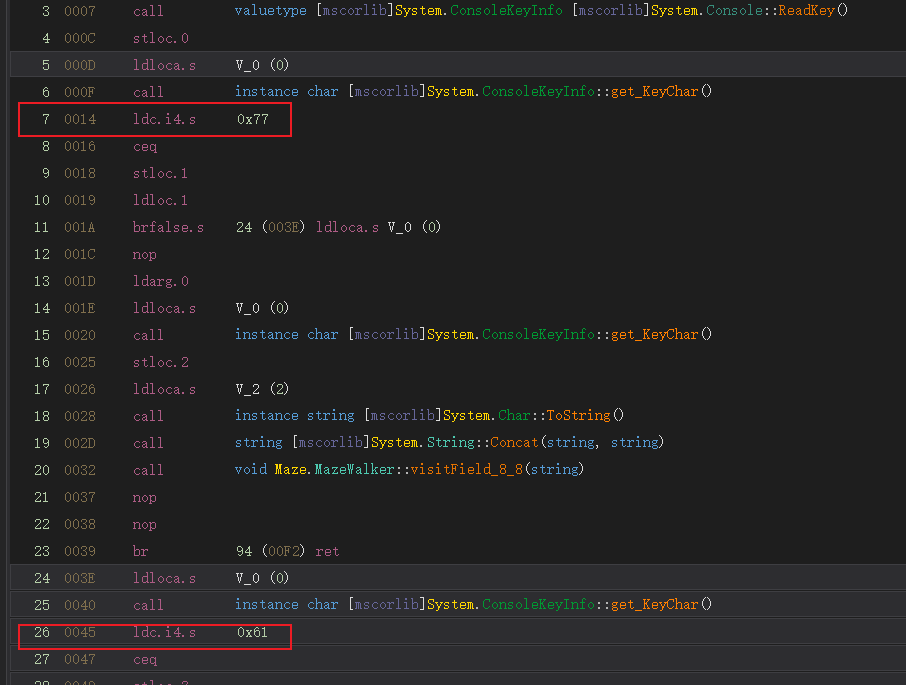 3 0007 call valuetype [mscorlib]System.ConsoleKeyInfo [mscorlib]System.Console::ReadKey()
4 000C stloc.0
5 000D ldloca.s V_0 (0)
6 000F call instance char [mscorlib]System.ConsoleKeyInfo::get_KeyChar()
7 0014 ldc.i4.s 0x77
8 0016 ceq
9 0018 stloc.1
10 0019 ldloc.1
11 001A brfalse.s 24 (003E) ldloca.s V_0 (0)
12 001C nop
13 001D ldarg.0
14 001E ldloca.s V_0 (0)
15 0020 call instance char [mscorlib]System.ConsoleKeyInfo::get_KeyChar()
16 0025 stloc.2
17 0026 ldloca.s V_2 (2)
18 0028 call instance string [mscorlib]System.Char::ToString()
19 002D call string [mscorlib]System.String::Concat(string, string)
20 0032 call void Maze.MazeWalker::visitField_8_8(string)
21 0037 nop
22 0038 nop
23 0039 br 94 (00F2) ret
24 003E ldloca.s V_0 (0)
25 0040 call instance char [mscorlib]System.ConsoleKeyInfo::get_KeyChar()
26 0045 ldc.i4.s 0x61
27 0047 ceq